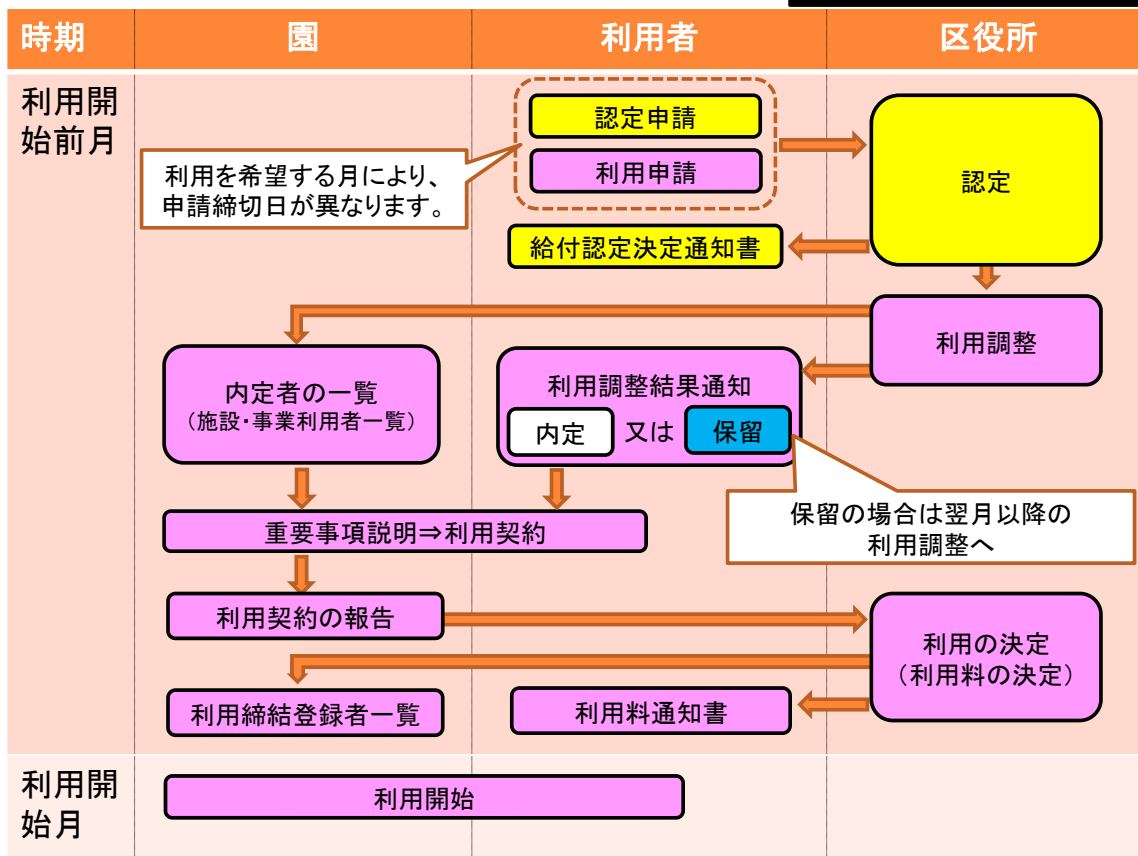 時期
園
利用者
区役所
利用開
始前月
認定申請
利用申請
利用を希望する月により、
申請締切日が異なります。
認定
給付認定決定通知書
利用調整
内定者の一覧
（施設・事業利用者一覧）
利用調整結果通知
内定 又は 保留
保留の場合は翌月以降の
利用調整へ
重要事項説明⇒利用契約
利用契約の報告
利用の決定
（利用料の決定）
利用締結登録者一覧
利用料通知書
利用開
始月
利用開始